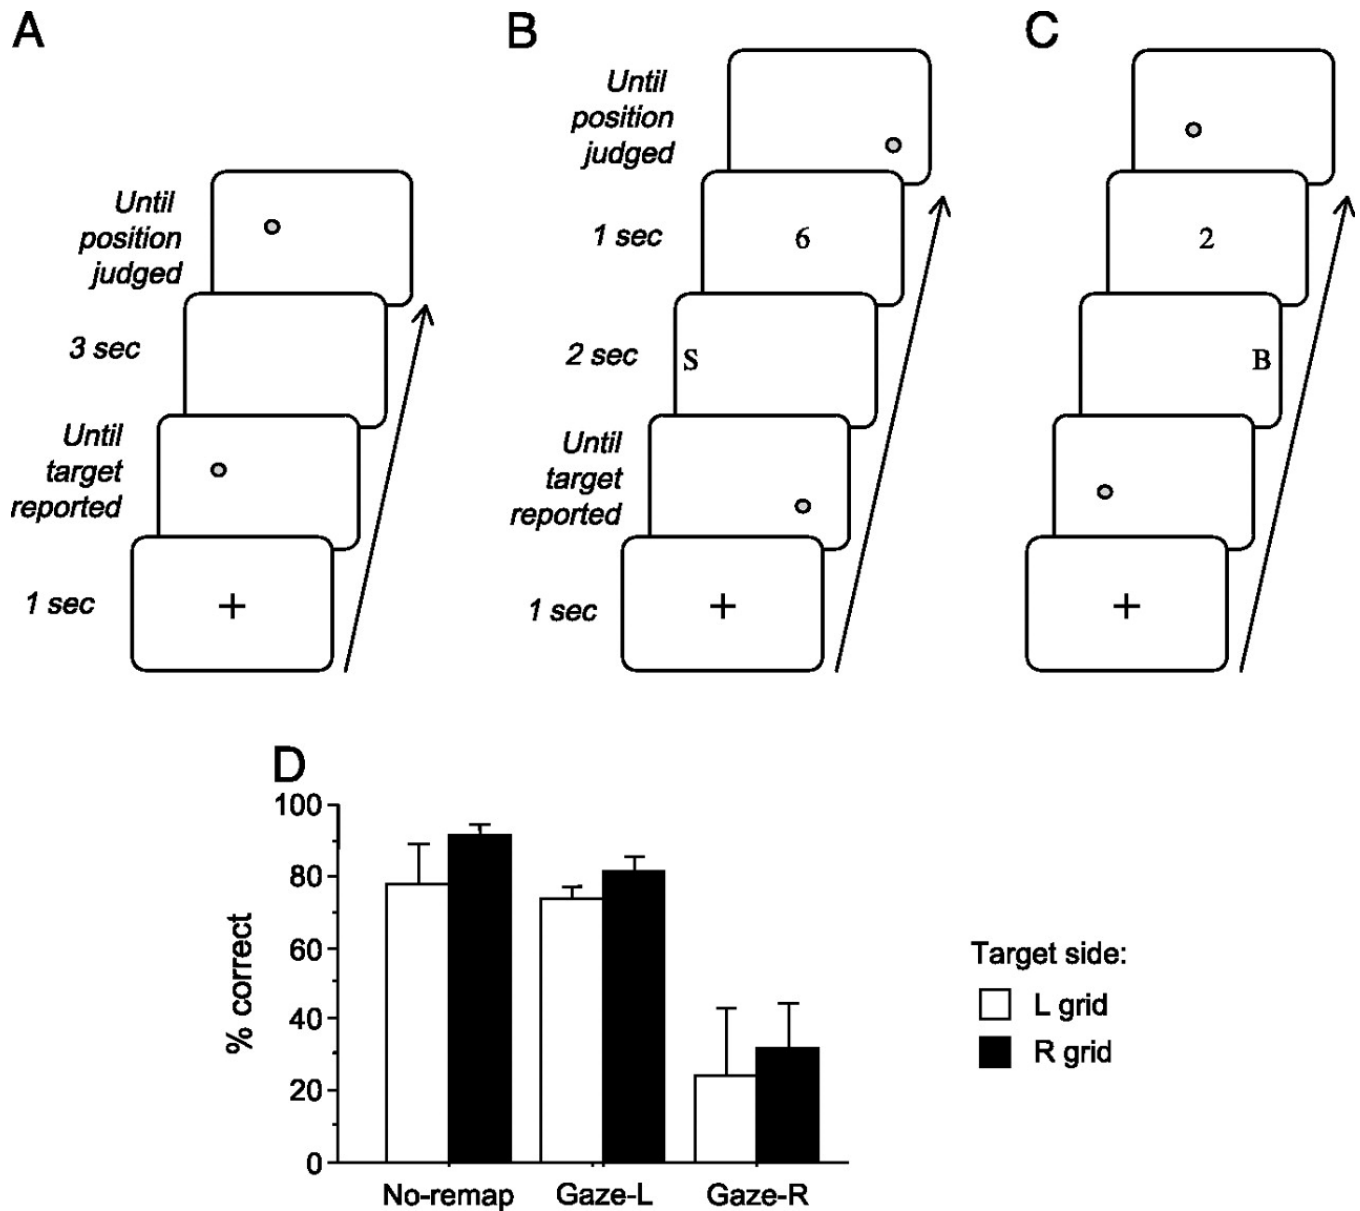 A
Until
position
judged
3 sec
Until
target
reported
1 sec
+
B
Until
position
judged
1 sec
6
2 sec
S
Until
target
reported
1 sec
+
C
2
B
+
D
100
80
60
40
20
0
% correct
No-remap
Gaze-L
Gaze-R
Target side:
L grid
R grid